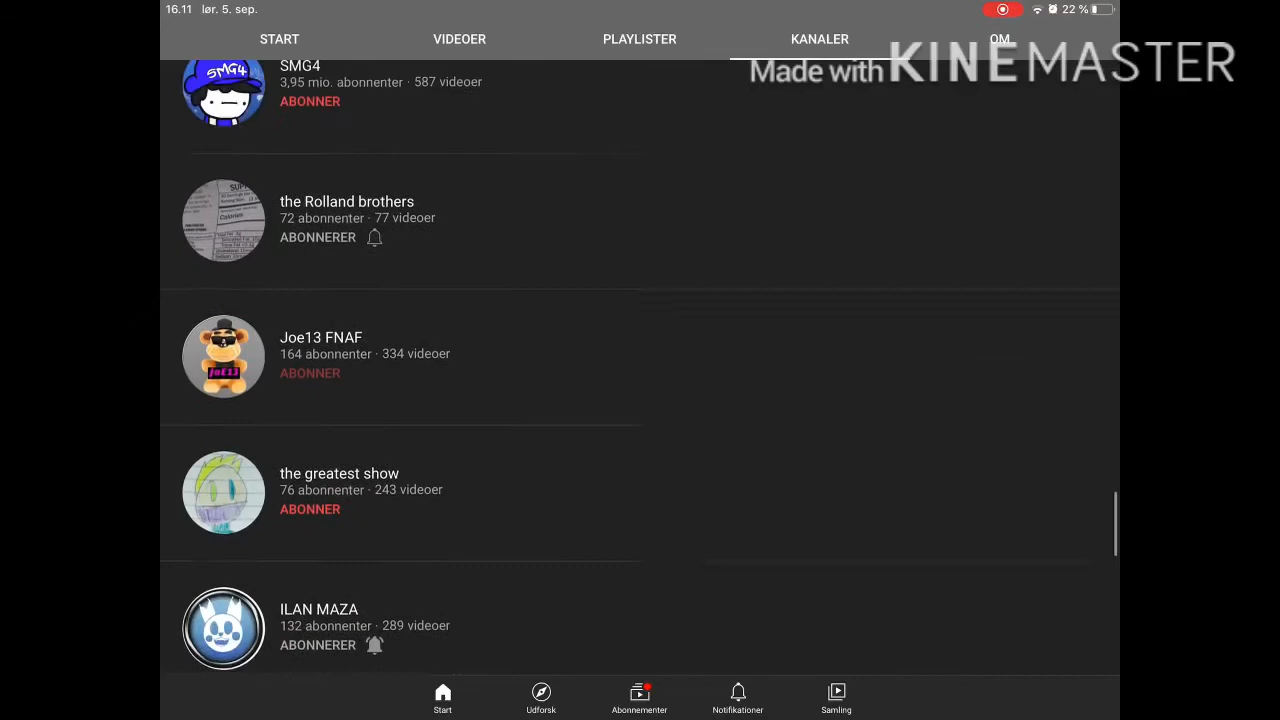 16.11 lør. 5. sep.
22 %
START VIDEOER PLAYLISTER KANALER OM
Made with KINEMASTER
SMG4
SMG4
3,95 mio. abonnenter · 587 videoer
ABONNER
the Rolland brothers
72 abonnenter · 77 videoer
ABONNERER
Calories
Joe13 FNAF
164 abonnenter · 334 videoer
ABONNER
JOE13
the greatest show
76 abonnenter · 243 videoer
ABONNER
ILAN MAZA
132 abonnenter · 289 videoer
ABONNERER
Start Udforsk Abonnementer Notifikationer Samling